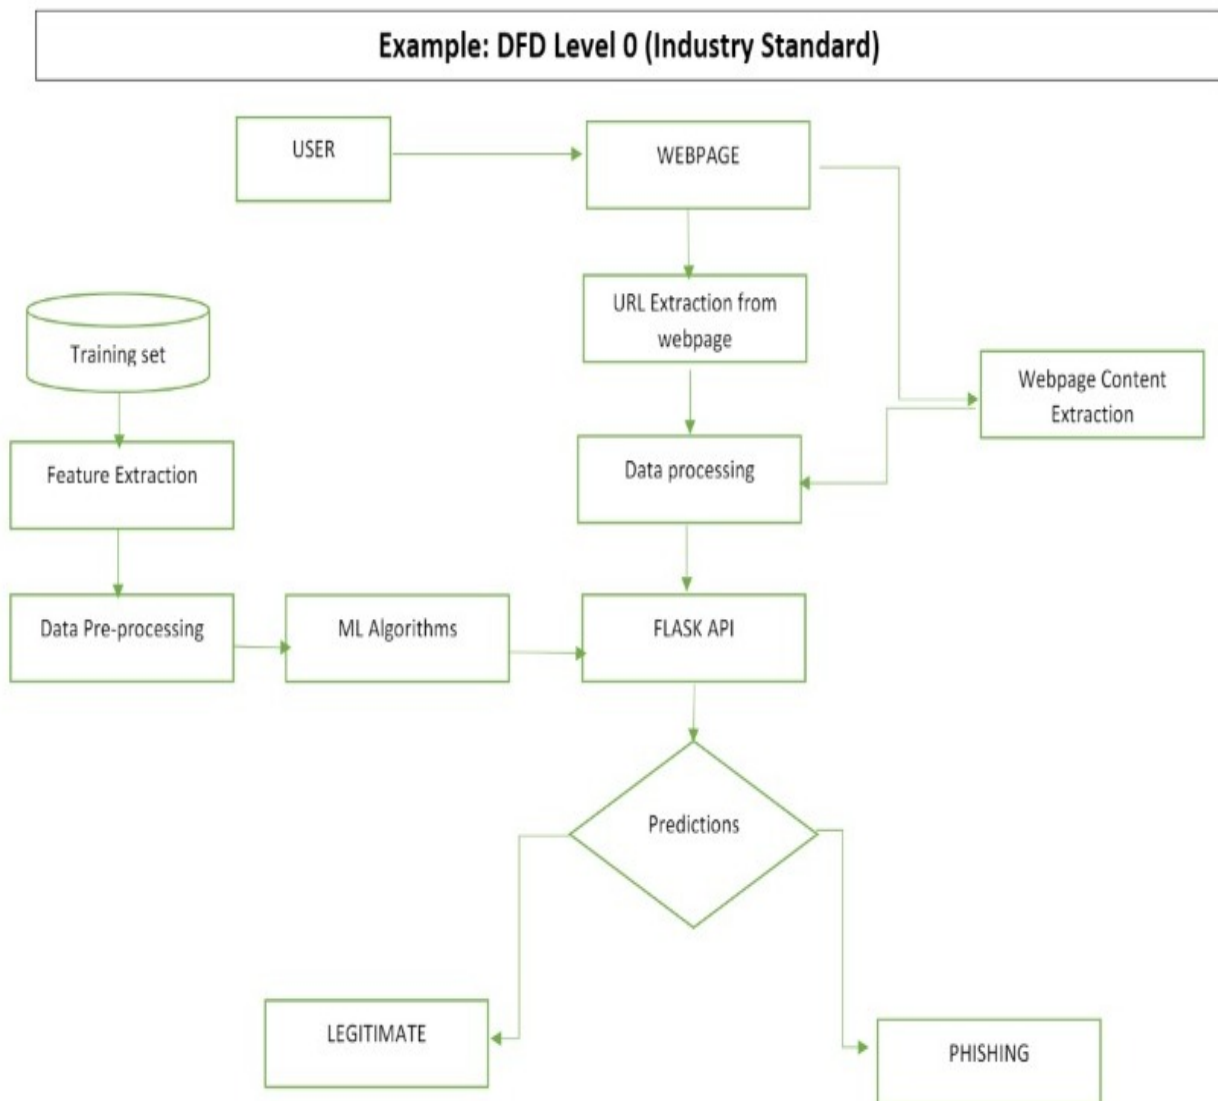 Example: DFD Level 0 (Industry Standard)
USER
WEBPAGE
URL Extraction from
webpage
Training set
Webpage Content
Extraction
Feature Extraction
Data processing
Data Pre-processing
ML Algorithms
FLASK API
Predictions
LEGITIMATE
PHISHING